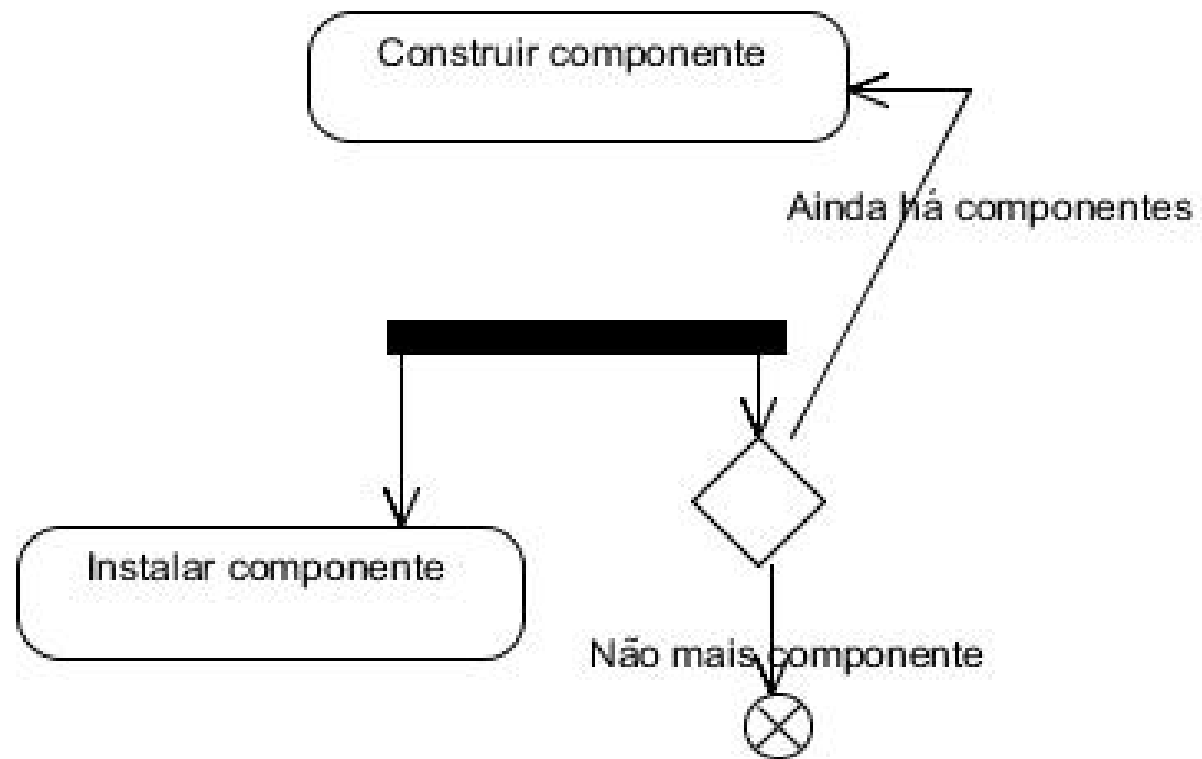 Construir componente
Ainda há componentes
Instalar componente
Não mais componente